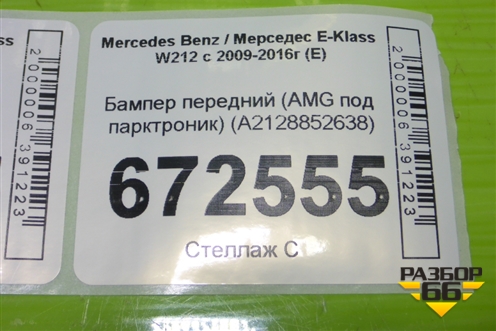 Klass
Mercedes Benz / Мерседес E-Klass
W212 с 2009-2016г (E)
Бампер передний (AMG под
парктроник) (A2128852638)
672555
Стеллаж С
2000006391223
2000006391223
РАЗБОР
66